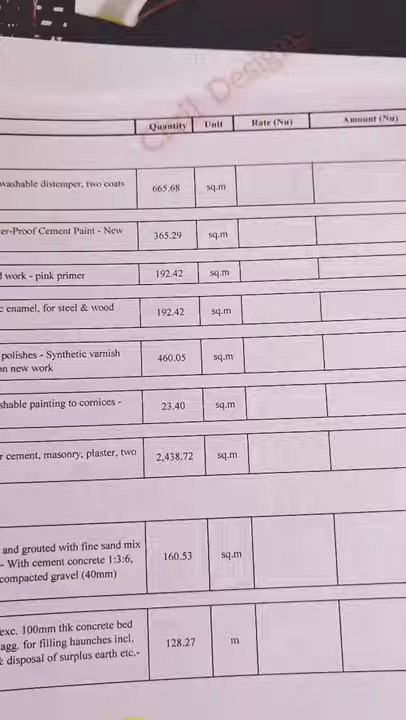 Civil Designs
Quantity Unit Rate (Nu) Amount (Nu)
washable distemper, two coats 665.68 sq.m
er-Proof Cement Paint - New 365.29 sq.m
work - pink primer 192.42 sq.m
enamel, for steel & wood 192.42 sq.m
polishes - Synthetic varnish
on new work 460.05 sq.m
shable painting to cornices - 23.40 sq.m
r cement, masonry, plaster, two 2,438.72 sq.m
and grouted with fine sand mix
- With cement concrete 1:3:6, 160.53 sq.m
compacted gravel (40mm)
exc. 100mm thk concrete bed
agg. for filling haunches incl. 128.27 m
& disposal of surplus earth etc.-